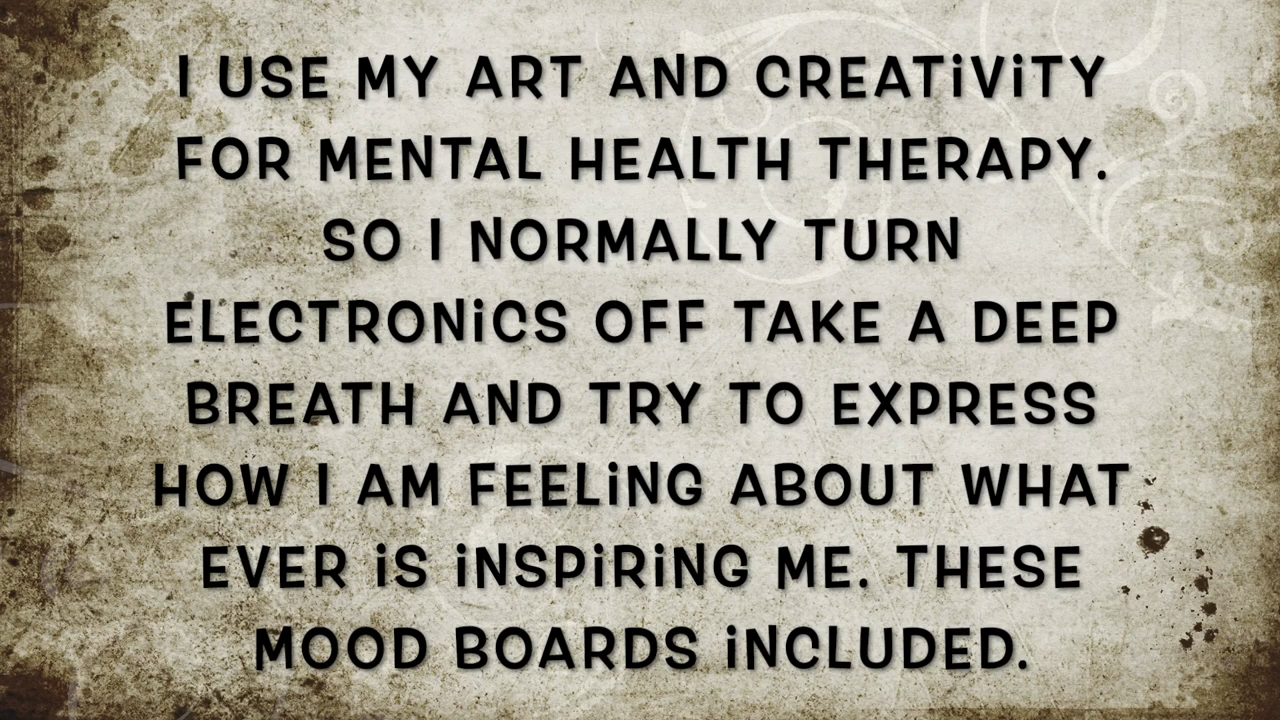 I USE MY ART AND CREATiViTY
FOR MENTAL HEALTH THERAPY.
SO I NORMALLY TURN
ELECTRONiCS OFF TAKE A DEEP
BREATH AND TRY TO EXPRESS
HOW I AM FEELiNG ABOUT WHAT
EVER iS iNSPiRiNG ME. THESE
MOOD BOARDS iNCLUDED.